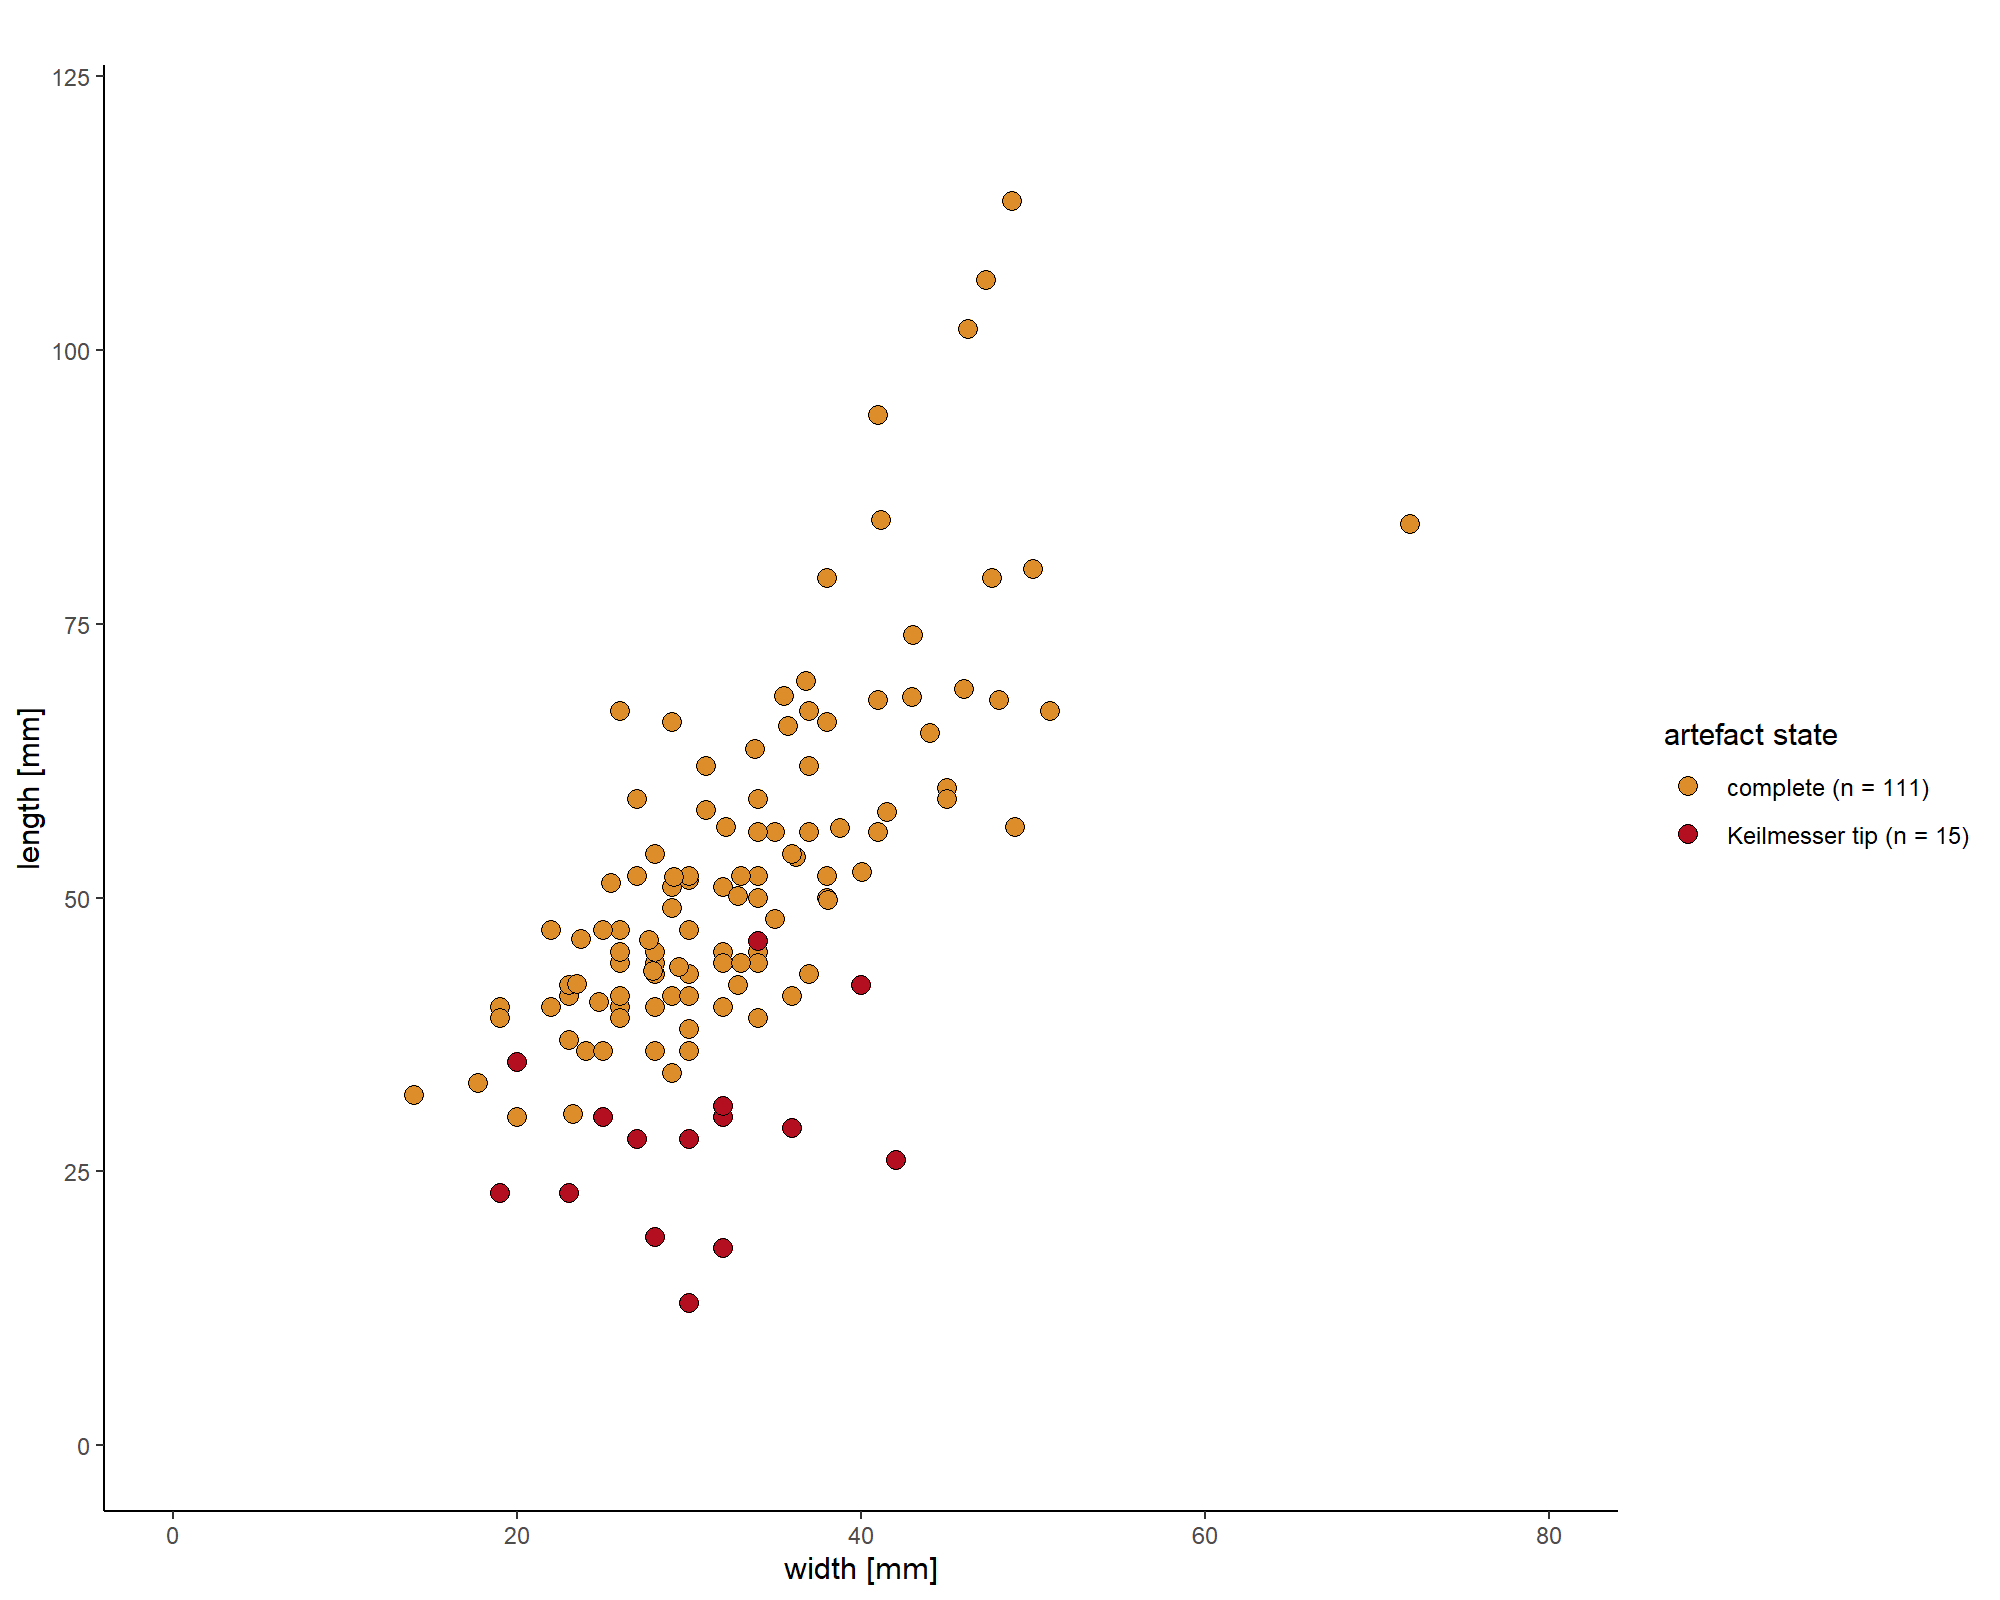 125
100
75
50
25
0
length [mm]
0 20 40 60 80
width [mm]
artefact state
complete (n = 111)
Keilmesser tip (n = 15)